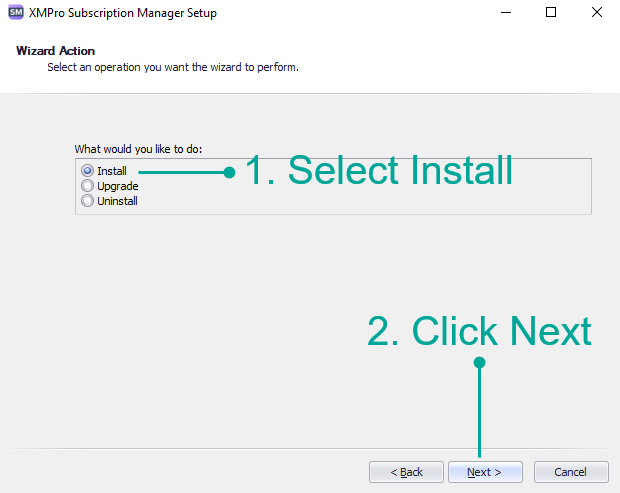 SM XMPro Subscription Manager Setup
Wizard Action
Select an operation you want the wizard to perform.
What would you like to do:
Install
1. Select Install
Upgrade
Uninstall
2. Click Next
< Back Next > Cancel